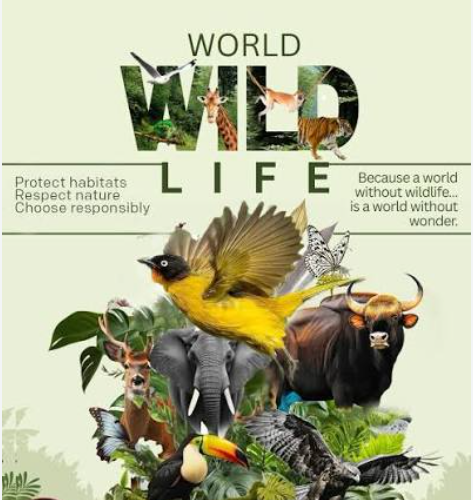 WORLD
WILD
LIFE
Protect habitats
Respect nature
Choose responsibly
Because a world
without wildlife...
is a world without
wonder.